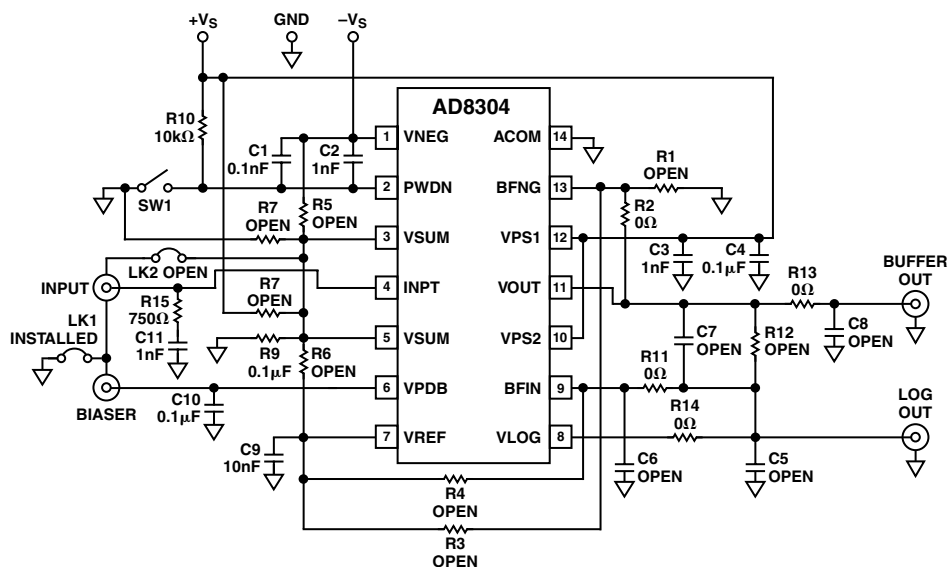 +VS
GND
–VS
AD8304
R10
10kΩ
C1
0.1nF
C2
1nF
1
VNEG
ACOM
14
R1
OPEN
2
PWDN
BFNG
13
SW1
R7
OPEN
R5
OPEN
R2
0Ω
3
VSUM
VPS1
12
LK2 OPEN
C3
1nF
C4
0.1μF
INPUT
4
INPT
VOUT
11
R13
0Ω
BUFFER
OUT
R15
750Ω
R7
OPEN
LK1
INSTALLED
C11
1nF
R9
0.1μF
R6
OPEN
5
VSUM
VPS2
10
C7
OPEN
R12
OPEN
C8
OPEN
R11
0Ω
BIASER
C10
0.1μF
6
VPDB
BFIN
9
R14
0Ω
LOG
OUT
7
VREF
VLOG
8
C9
10nF
C6
OPEN
C5
OPEN
R4
OPEN
R3
OPEN